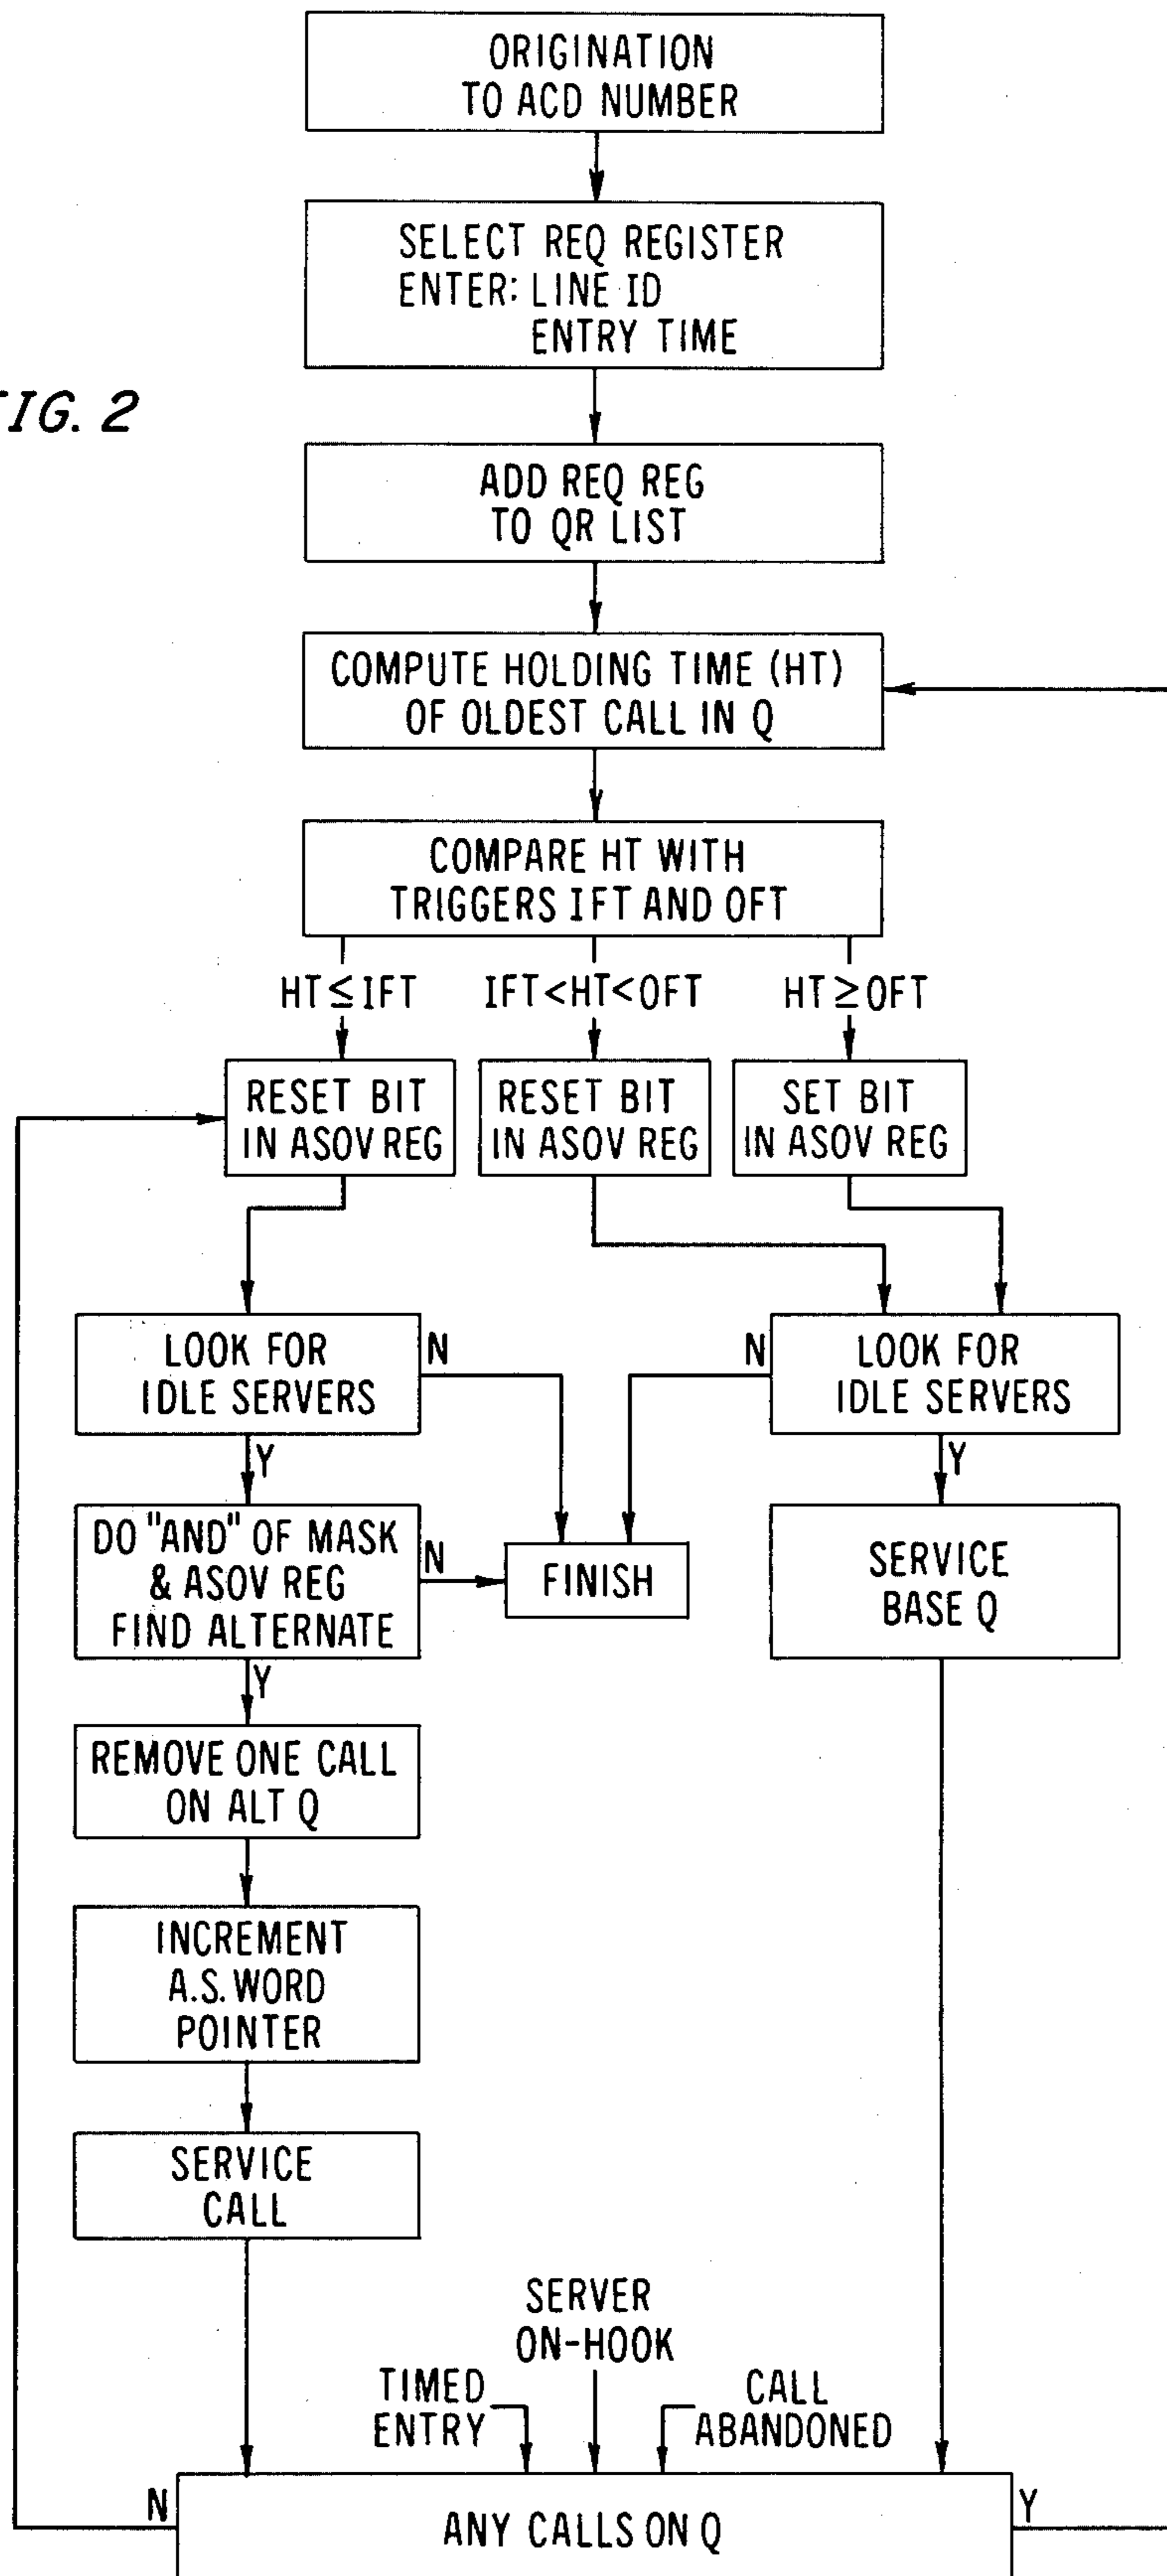 ORIGINATION
TO ACD NUMBER
SELECT REQ REGISTER
ENTER: LINE ID
ENTRY TIME
FIG. 2
ADD REQ REG
TO QR LIST
COMPUTE HOLDING TIME (HT)
OF OLDEST CALL IN Q
COMPARE HT WITH
TRIGGERS IFT AND OFT
HT≤IFT
IFT<HT<OFT
HT≥OFT
RESET BIT
IN ASOV REG
RESET BIT
IN ASOV REG
SET BIT
IN ASOV REG
LOOK FOR
IDLE SERVERS
N
Y
N
LOOK FOR
IDLE SERVERS
Y
DO "AND" OF MASK
& ASOV REG
FIND ALTERNATE
N
Y
FINISH
SERVICE
BASE Q
REMOVE ONE CALL
ON ALT Q
INCREMENT
A.S. WORD
POINTER
SERVICE
CALL
SERVER
ON-HOOK
TIMED
ENTRY
CALL
ABANDONED
N
ANY CALLS ON Q
Y